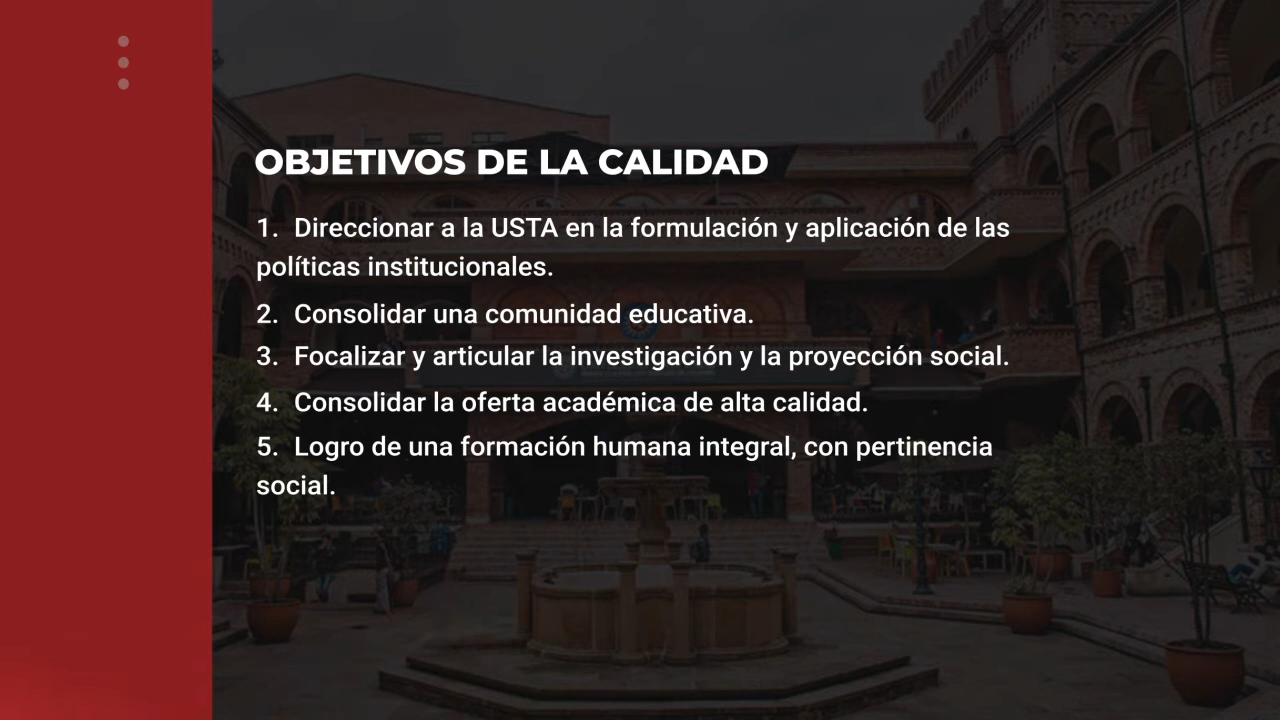 OBJETIVOS DE LA CALIDAD
1. Direccionar a la USTA en la formulación y aplicación de las
políticas institucionales.
2. Consolidar una comunidad educativa.
3. Focalizar y articular la investigación y la proyección social.
4. Consolidar la oferta académica de alta calidad.
5. Logro de una formación humana integral, con pertinencia
social.